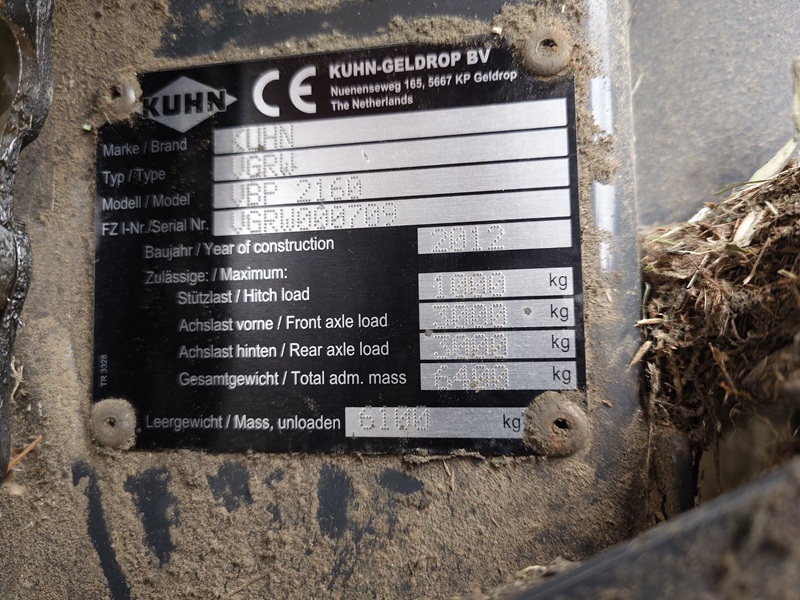 KUHN
CE
KUHN-GELDROP BV
Nuenenseweg 165, 5667 KP Geldrop
The Netherlands
Marke / Brand KUHN
Typ / Type VGRW
Modell / Model VBP 2160
FZ I-Nr./Serial Nr. VGRW000709
Baujahr / Year of construction 2012
Zulässige: / Maximum:
Stützlast / Hitch load 1000 kg
Achslast vorne / Front axle load 3000 kg
Achslast hinten / Rear axle load 3000 kg
Gesamtgewicht / Total adm. mass 6400 kg
Leergewicht / Mass, unloaden 6100 kg
TR 3328